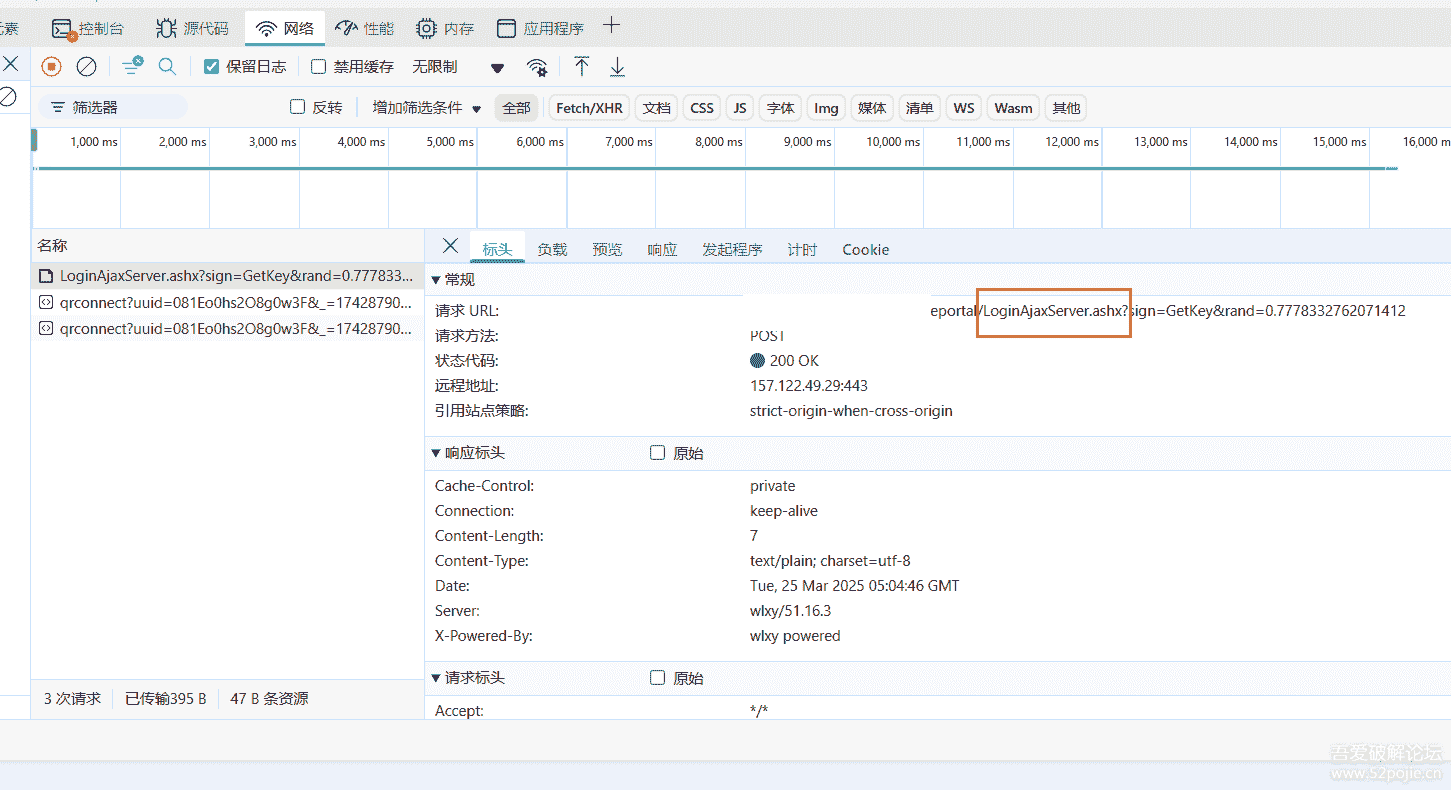 元素 控制台 源代码 网络 性能 内存 应用程序
保留日志 禁用缓存 无限制
筛选器 反转 增加筛选条件 全部 Fetch/XHR 文档 CSS JS 字体 Img 媒体 清单 WS Wasm 其他
1,000 ms 2,000 ms 3,000 ms 4,000 ms 5,000 ms 6,000 ms 7,000 ms 8,000 ms 9,000 ms 10,000 ms 11,000 ms 12,000 ms 13,000 ms 14,000 ms 15,000 ms 16,000 m
名称
LoginAjaxServer.ashx?sign=GetKey&rand=0.777833...
qrconnect?uuid=081Eo0hs2O8g0w3F&_=17428790...
qrconnect?uuid=081Eo0hs2O8g0w3F&_=17428790...
3 次请求 已传输395 B 47 B 条资源
标头 负载 预览 响应 发起程序 计时 Cookie
常规
请求 URL: eportal/LoginAjaxServer.ashx?sign=GetKey&rand=0.7778332762071412
请求方法: POST
状态代码: 200 OK
远程地址: 157.122.49.29:443
引用站点策略: strict-origin-when-cross-origin
响应标头 原始
Cache-Control: private
Connection: keep-alive
Content-Length: 7
Content-Type: text/plain; charset=utf-8
Date: Tue, 25 Mar 2025 05:04:46 GMT
Server: wlxy/51.16.3
X-Powered-By: wlxy powered
请求标头 原始
Accept: */*
吾爱破解论坛
www.52pojie.cn